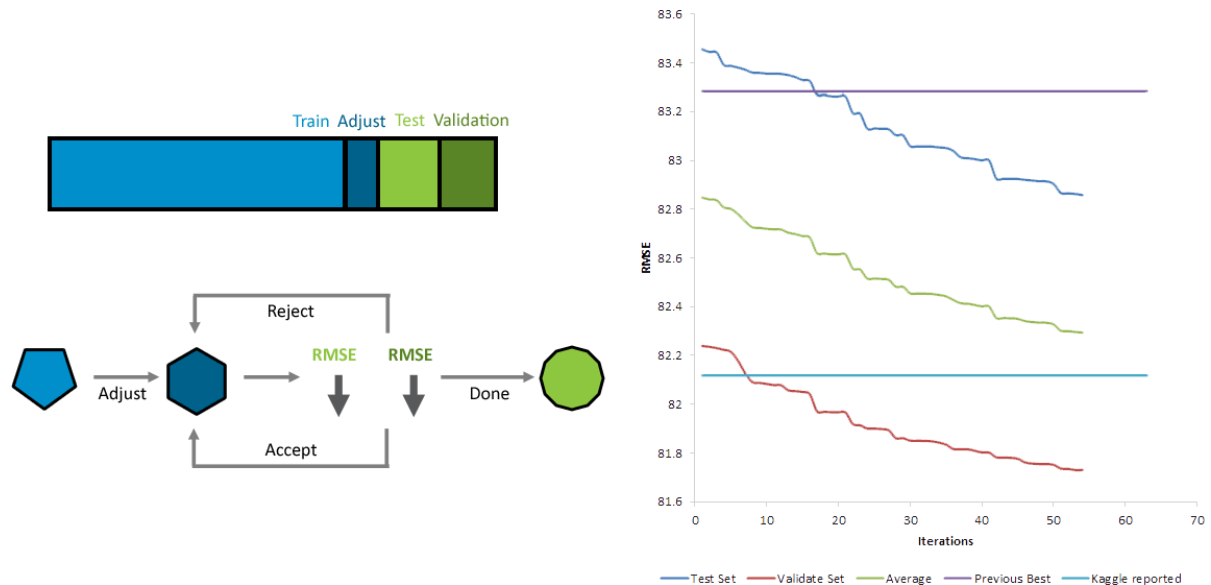 Train Adjust Test Validation
Reject
RMSE RMSE
Adjust
Done
Accept
83.6
83.4
83.2
83
82.8
82.6
82.4
82.2
82
81.8
81.6
RMSE
0 10 20 30 40 50 60 70
Iterations
Test Set Validate Set Average Previous Best Kaggle reported